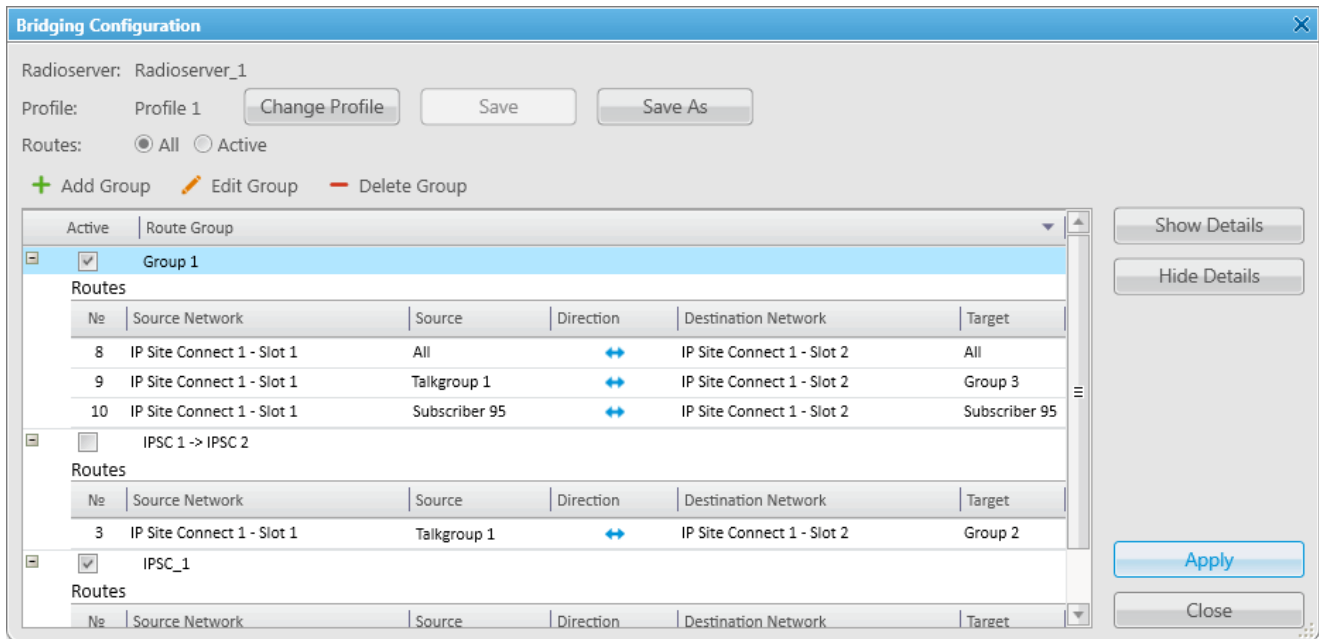 Bridging Configuration
Radioserver: Radioserver_1
Profile: Profile 1 Change Profile Save Save As
Routes: All Active
Add Group Edit Group Delete Group
Active Route Group Show Details
Group 1 Hide Details
Routes
№ Source Network Source Direction Destination Network Target
8 IP Site Connect 1 - Slot 1 All IP Site Connect 1 - Slot 2 All
9 IP Site Connect 1 - Slot 1 Talkgroup 1 IP Site Connect 1 - Slot 2 Group 3
10 IP Site Connect 1 - Slot 1 Subscriber 95 IP Site Connect 1 - Slot 2 Subscriber 95
IPSC 1 -> IPSC 2
Routes
№ Source Network Source Direction Destination Network Target
3 IP Site Connect 1 - Slot 1 Talkgroup 1 IP Site Connect 1 - Slot 2 Group 2
IPSC_1 Apply
Routes
№ Source Network Source Direction Destination Network Target Close